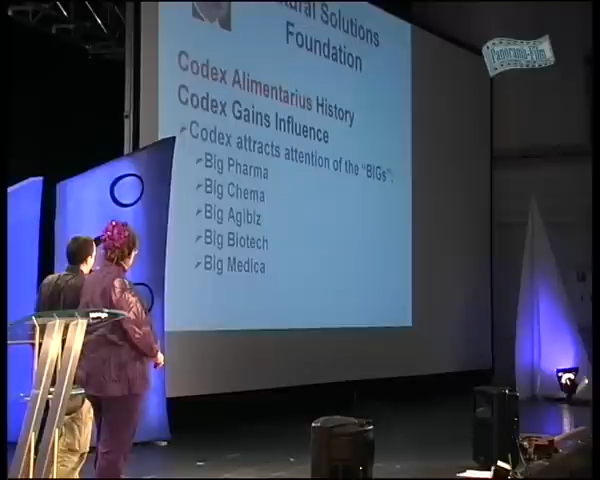 Natural Solutions
Foundation
Panorama-Film
Codex Alimentarius History
Codex Gains Influence
Codex attracts attention of the "BIGs":
Big Pharma
Big Chema
Big Agibiz
Big Biotech
Big Medica